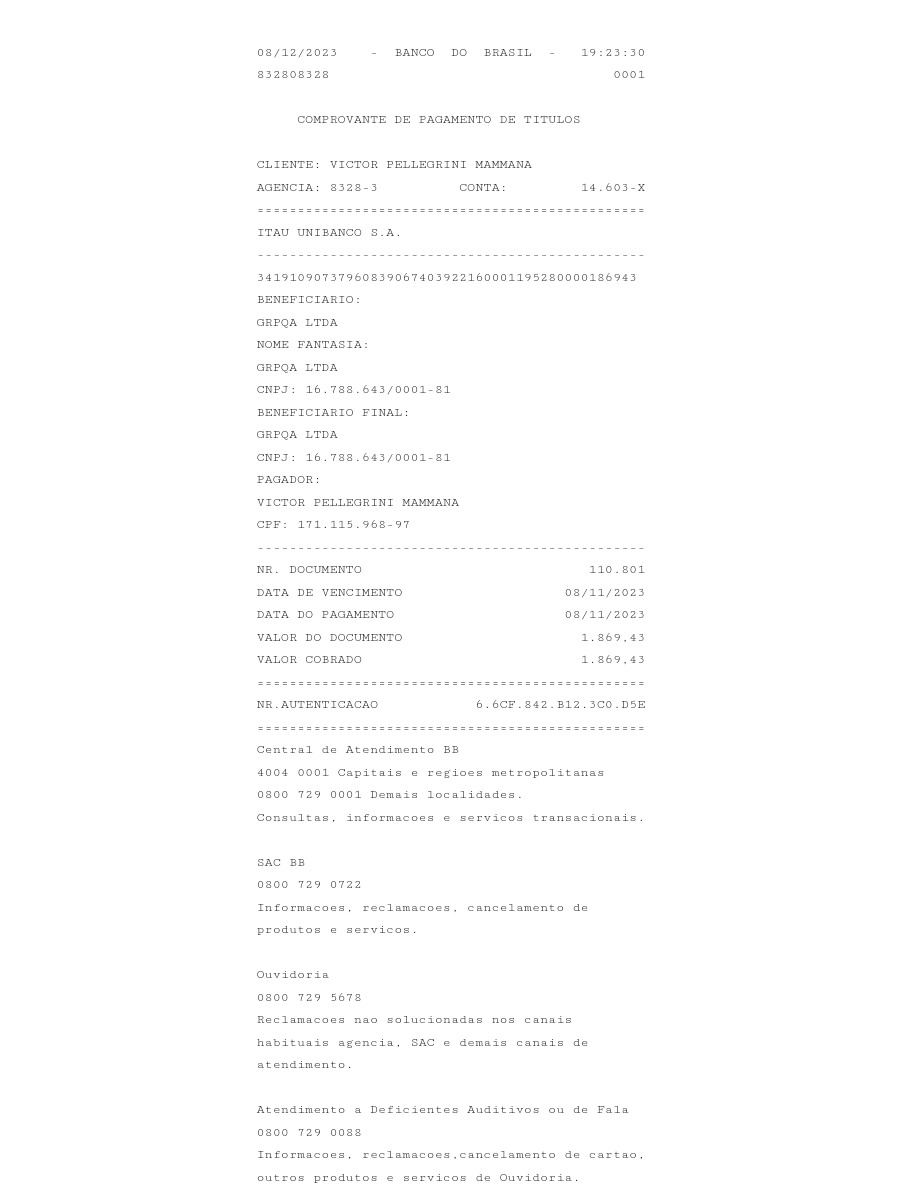 08/12/2023 - BANCO DO BRASIL - 19:23:30
832808328 0001
COMPROVANTE DE PAGAMENTO DE TITULOS
CLIENTE: VICTOR PELLEGRINI MAMMANA
AGENCIA: 8328-3 CONTA: 14.603-X
================================================
ITAU UNIBANCO S.A.
------------------------------------------------
34191090737960839067403922160001195280000186943
BENEFICIARIO:
GRPQA LTDA
NOME FANTASIA:
GRPQA LTDA
CNPJ: 16.788.643/0001-81
BENEFICIARIO FINAL:
GRPQA LTDA
CNPJ: 16.788.643/0001-81
PAGADOR:
VICTOR PELLEGRINI MAMMANA
CPF: 171.115.968-97
------------------------------------------------
NR. DOCUMENTO 110.801
DATA DE VENCIMENTO 08/11/2023
DATA DO PAGAMENTO 08/11/2023
VALOR DO DOCUMENTO 1.869,43
VALOR COBRADO 1.869,43
================================================
NR.AUTENTICACAO 6.6CF.842.B12.3C0.D5E
================================================
Central de Atendimento BB
4004 0001 Capitais e regioes metropolitanas
0800 729 0001 Demais localidades.
Consultas, informacoes e servicos transacionais.
SAC BB
0800 729 0722
Informacoes, reclamacoes, cancelamento de
produtos e servicos.
Ouvidoria
0800 729 5678
Reclamacoes nao solucionadas nos canais
habituais agencia, SAC e demais canais de
atendimento.
Atendimento a Deficientes Auditivos ou de Fala
0800 729 0088
Informacoes, reclamacoes,cancelamento de cartao,
outros produtos e servicos de Ouvidoria.